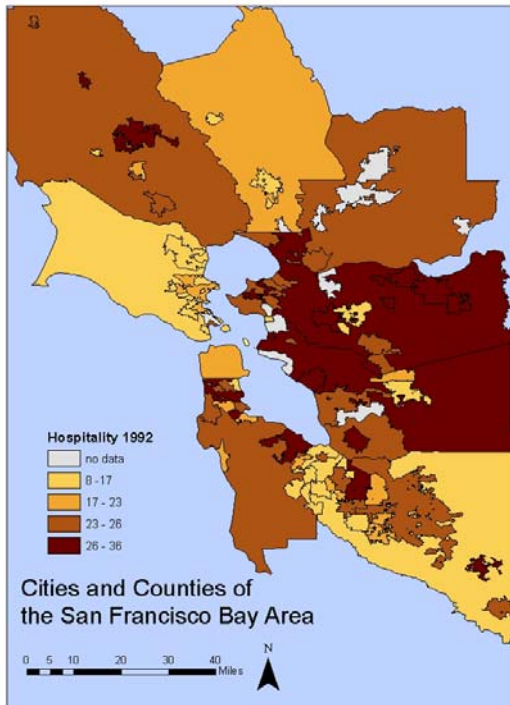 Hospitality 1992
no data
8 -17
17 - 23
23 - 26
26 - 36
Cities and Counties of
the San Francisco Bay Area
N
0 5 10 20 30 40
Miles